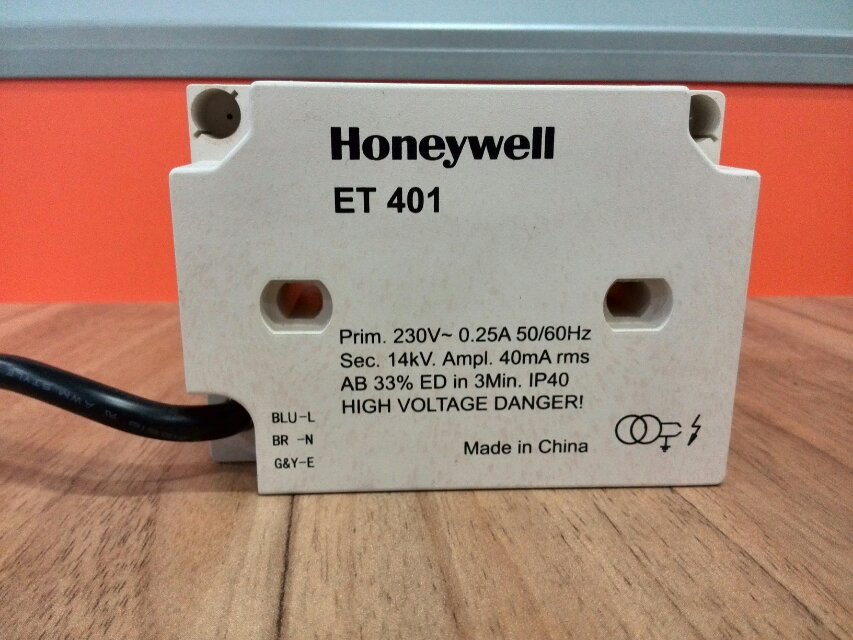 Honeywell
ET 401
Prim. 230V~ 0.25A 50/60Hz
Sec. 14kV. Ampl. 40mA rms
AB 33% ED in 3Min. IP40
HIGH VOLTAGE DANGER!
BLU-L
BR -N
G&Y-E
Made in China